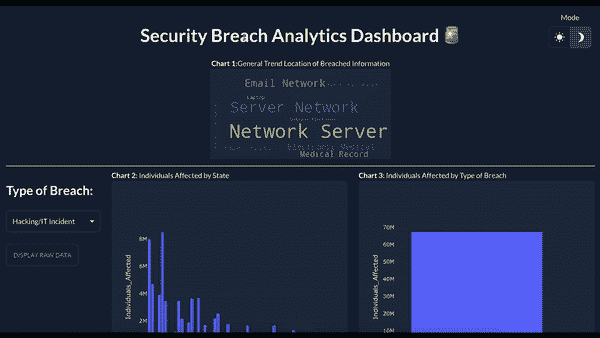 Mode
Security Breach Analytics Dashboard
Chart 1:General Trend Location of Breached Information
Email Network
Laptop
Server Network
Network Server
Electronic Medical
Medical Record
Type of Breach:
Hacking/IT Incident
DISPLAY RAW DATA
Chart 2: Individuals Affected by State
Individuals_Affected
8M
6M
4M
2M
Chart 3: Individuals Affected by Type of Breach
Individuals_Affected
70M
60M
50M
40M
30M
20M
10M